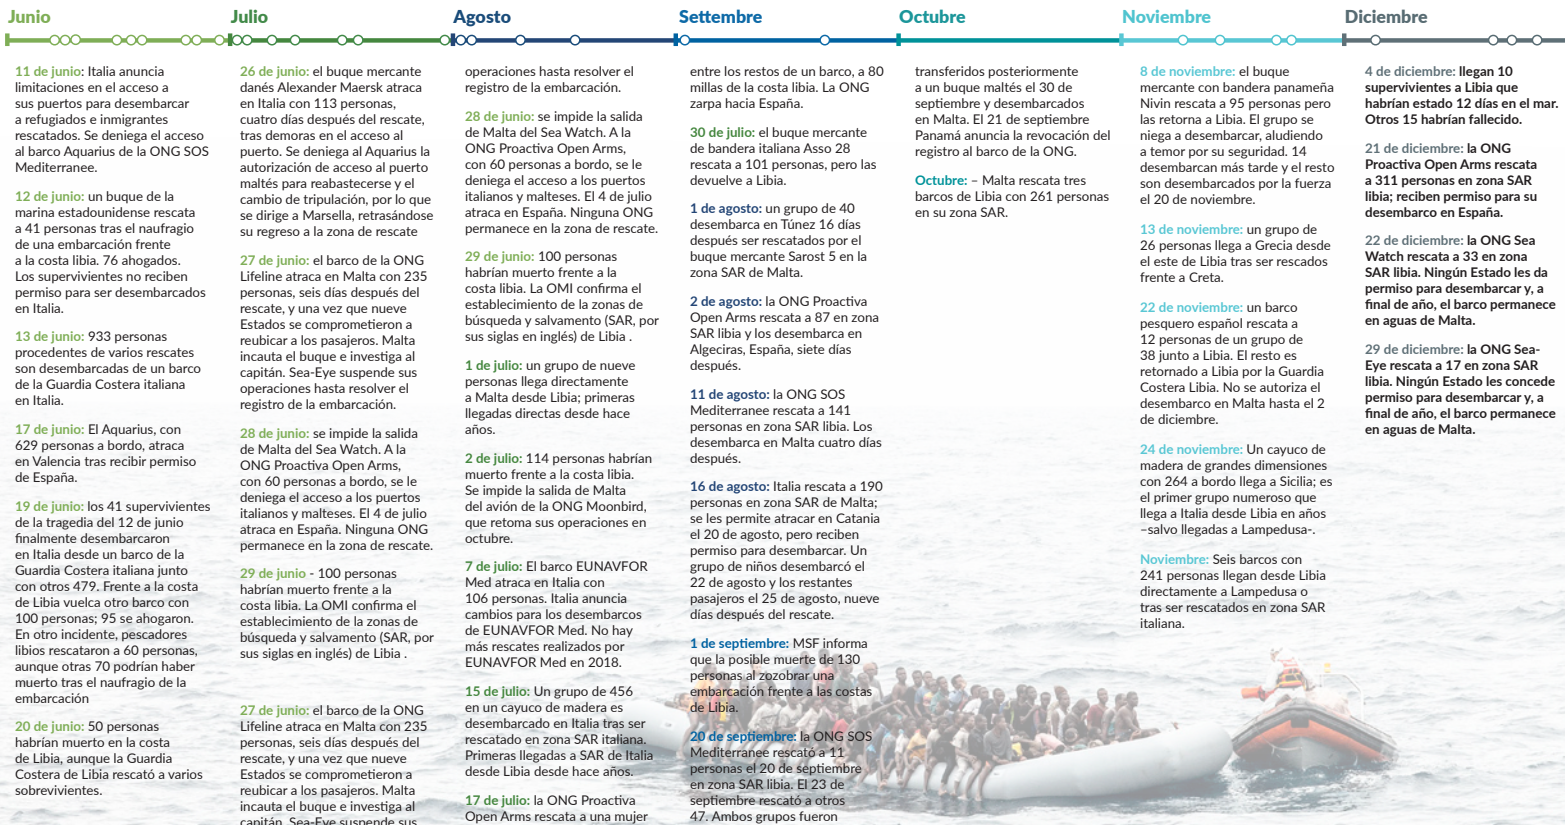 Junio
Julio
Agosto
Settembre
Octubre
Noviembre
Diciembre
11 de junio: Italia anuncia
limitaciones en el acceso a
sus puertos para desembarcar
a refugiados e inmigrantes
rescatados. Se deniega el acceso
al barco Aquarius de la ONG SOS
Mediterranee.
12 de junio: un buque de la
marina estadounidense rescata
a 41 personas tras el naufragio
de una embarcación frente
a la costa libia. 76 ahogados.
Los supervivientes no reciben
permiso para ser desembarcados
en Italia.
13 de junio: 933 personas
procedentes de varios rescates
son desembarcadas de un barco
de la Guardia Costera italiana
en Italia.
17 de junio: El Aquarius, con
629 personas a bordo, atraca
en Valencia tras recibir permiso
de España.
19 de junio: los 41 supervivientes
de la tragedia del 12 de junio
finalmente desembarcaron
en Italia desde un barco de la
Guardia Costera italiana junto
con otros 479. Frente a la costa
de Libia vuelca otro barco con
100 personas; 95 se ahogaron.
En otro incidente, pescadores
libios rescataron a 60 personas,
aunque otras 70 podrían haber
muerto tras el naufragio de la
embarcación
20 de junio: 50 personas
habrían muerto en la costa
de Libia, aunque la Guardia
Costera de Libia rescató a varios
sobrevivientes.
26 de junio: el buque mercante
danés Alexander Maersk atraca
en Italia con 113 personas,
cuatro días después del rescate,
tras demoras en el acceso al
puerto. Se deniega al Aquarius la
autorización de acceso al puerto
maltés para reabastecerse y el
cambio de tripulación, por lo que
se dirige a Marsella, retrasándose
su regreso a la zona de rescate
27 de junio: el barco de la ONG
Lifeline atraca en Malta con 235
personas, seis días después del
rescate, y una vez que nueve
Estados se comprometieron a
reubicar a los pasajeros. Malta
incauta el buque e investiga al
capitán. Sea-Eye suspende sus
operaciones hasta resolver el
registro de la embarcación.
28 de junio: se impide la salida
de Malta del Sea Watch. A la
ONG Proactiva Open Arms,
con 60 personas a bordo, se le
deniega el acceso a los puertos
italianos y malteses. El 4 de julio
atraca en España. Ninguna ONG
permanece en la zona de rescate.
29 de junio - 100 personas
habrían muerto frente a la
costa libia. La OMI confirma el
establecimiento de la zonas de
búsqueda y salvamento (SAR, por
sus siglas en inglés) de Libia .
27 de junio: el barco de la ONG
Lifeline atraca en Malta con 235
personas, seis días después del
rescate, y una vez que nueve
Estados se comprometieron a
reubicar a los pasajeros. Malta
incauta el buque e investiga al
capitán. Sea-Eye suspende sus
operaciones hasta resolver el
registro de la embarcación.
28 de junio: se impide la salida
de Malta del Sea Watch. A la
ONG Proactiva Open Arms,
con 60 personas a bordo, se le
deniega el acceso a los puertos
italianos y malteses. El 4 de julio
atraca en España. Ninguna ONG
permanece en la zona de rescate.
29 de junio: 100 personas
habrían muerto frente a la
costa libia. La OMI confirma el
establecimiento de la zonas de
búsqueda y salvamento (SAR, por
sus siglas en inglés) de Libia .
1 de julio: un grupo de nueve
personas llega directamente
a Malta desde Libia; primeras
llegadas directas desde hace
años.
2 de julio: 114 personas habrían
muerto frente a la costa libia.
Se impide la salida de Malta
del avión de la ONG Moonbird,
que retoma sus operaciones en
octubre.
7 de julio: El barco EUNAVFOR
Med atraca en Italia con
106 personas. Italia anuncia
cambios para los desembarcos
de EUNAVFOR Med. No hay
más rescates realizados por
EUNAVFOR Med en 2018.
15 de julio: Un grupo de 456
en un cayuco de madera es
desembarcado en Italia tras ser
rescatado en zona SAR italiana.
Primeras llegadas a SAR de Italia
desde Libia desde hace años.
17 de julio: la ONG Proactiva
Open Arms rescata a una mujer
entre los restos de un barco, a 80
millas de la costa libia. La ONG
zarpa hacia España.
30 de julio: el buque mercante
de bandera italiana Asso 28
rescata a 101 personas, pero las
devuelve a Libia.
1 de agosto: un grupo de 40
desembarca en Túnez 16 días
después ser rescatados por el
buque mercante Sarost 5 en la
zona SAR de Malta.
2 de agosto: la ONG Proactiva
Open Arms rescata a 87 en zona
SAR libia y los desembarca en
Algeciras, España, siete días
después.
11 de agosto: la ONG SOS
Mediterranee rescata a 141
personas en zona SAR libia. Los
desembarca en Malta cuatro días
después.
16 de agosto: Italia rescata a 190
personas en zona SAR de Malta;
se les permite atracar en Catania
el 20 de agosto, pero reciben
permiso para desembarcar. Un
grupo de niños desembarcó el
22 de agosto y los restantes
pasajeros el 25 de agosto, nueve
días después del rescate.
1 de septiembre: MSF informa
que la posible muerte de 130
personas al zozobrar una
embarcación frente a las costas
de Libia.
20 de septiembre: la ONG SOS
Mediterranee rescató a 11
personas el 20 de septiembre
en zona SAR libia. El 23 de
septiembre rescató a otros
47. Ambos grupos fueron
transferidos posteriormente
a un buque maltés el 30 de
septiembre y desembarcados
en Malta. El 21 de septiembre
Panamá anuncia la revocación del
registro al barco de la ONG.
Octubre: – Malta rescata tres
barcos de Libia con 261 personas
en su zona SAR.
8 de noviembre: el buque
mercante con bandera panameña
Nivin rescata a 95 personas pero
las retorna a Libia. El grupo se
niega a desembarcar, aludiendo
a temor por su seguridad. 14
desembarcan más tarde y el resto
son desembarcados por la fuerza
el 20 de noviembre.
13 de noviembre: un grupo de
26 personas llega a Grecia desde
el este de Libia tras ser rescados
frente a Creta.
22 de noviembre: un barco
pesquero español rescata a
12 personas de un grupo de
38 junto a Libia. El resto es
retornado a Libia por la Guardia
Costera Libia. No se autoriza el
desembarco en Malta hasta el 2
de diciembre.
24 de noviembre: Un cayuco de
madera de grandes dimensiones
con 264 a bordo llega a Sicilia; es
el primer grupo numeroso que
llega a Italia desde Libia en años
–salvo llegadas a Lampedusa-.
Noviembre: Seis barcos con
241 personas llegan desde Libia
directamente a Lampedusa o
tras ser rescatados en zona SAR
italiana.
4 de diciembre: llegan 10
supervivientes a Libia que
habrían estado 12 días en el mar.
Otros 15 habrían fallecido.
21 de diciembre: la ONG
Proactiva Open Arms rescata
a 311 personas en zona SAR
libia; reciben permiso para su
desembarco en España.
22 de diciembre: la ONG Sea
Watch rescata a 33 en zona
SAR libia. Ningún Estado les da
permiso para desembarcar y, a
final de año, el barco permanece
en aguas de Malta.
29 de diciembre: la ONG Sea-
Eye rescata a 17 en zona SAR
libia. Ningún Estado les concede
permiso para desembarcar y, a
final de año, el barco permanece
en aguas de Malta.